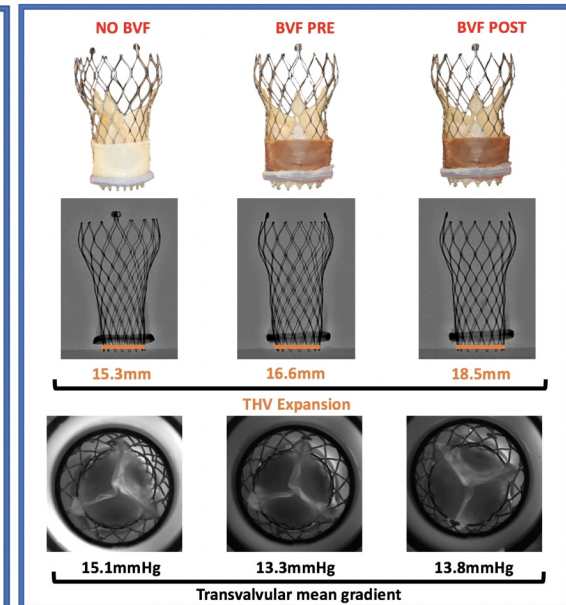 NO BVF BVF PRE BVF POST
15.3mm 16.6mm 18.5mm
THV Expansion
15.1mmHg 13.3mmHg 13.8mmHg
Transvalvular mean gradient